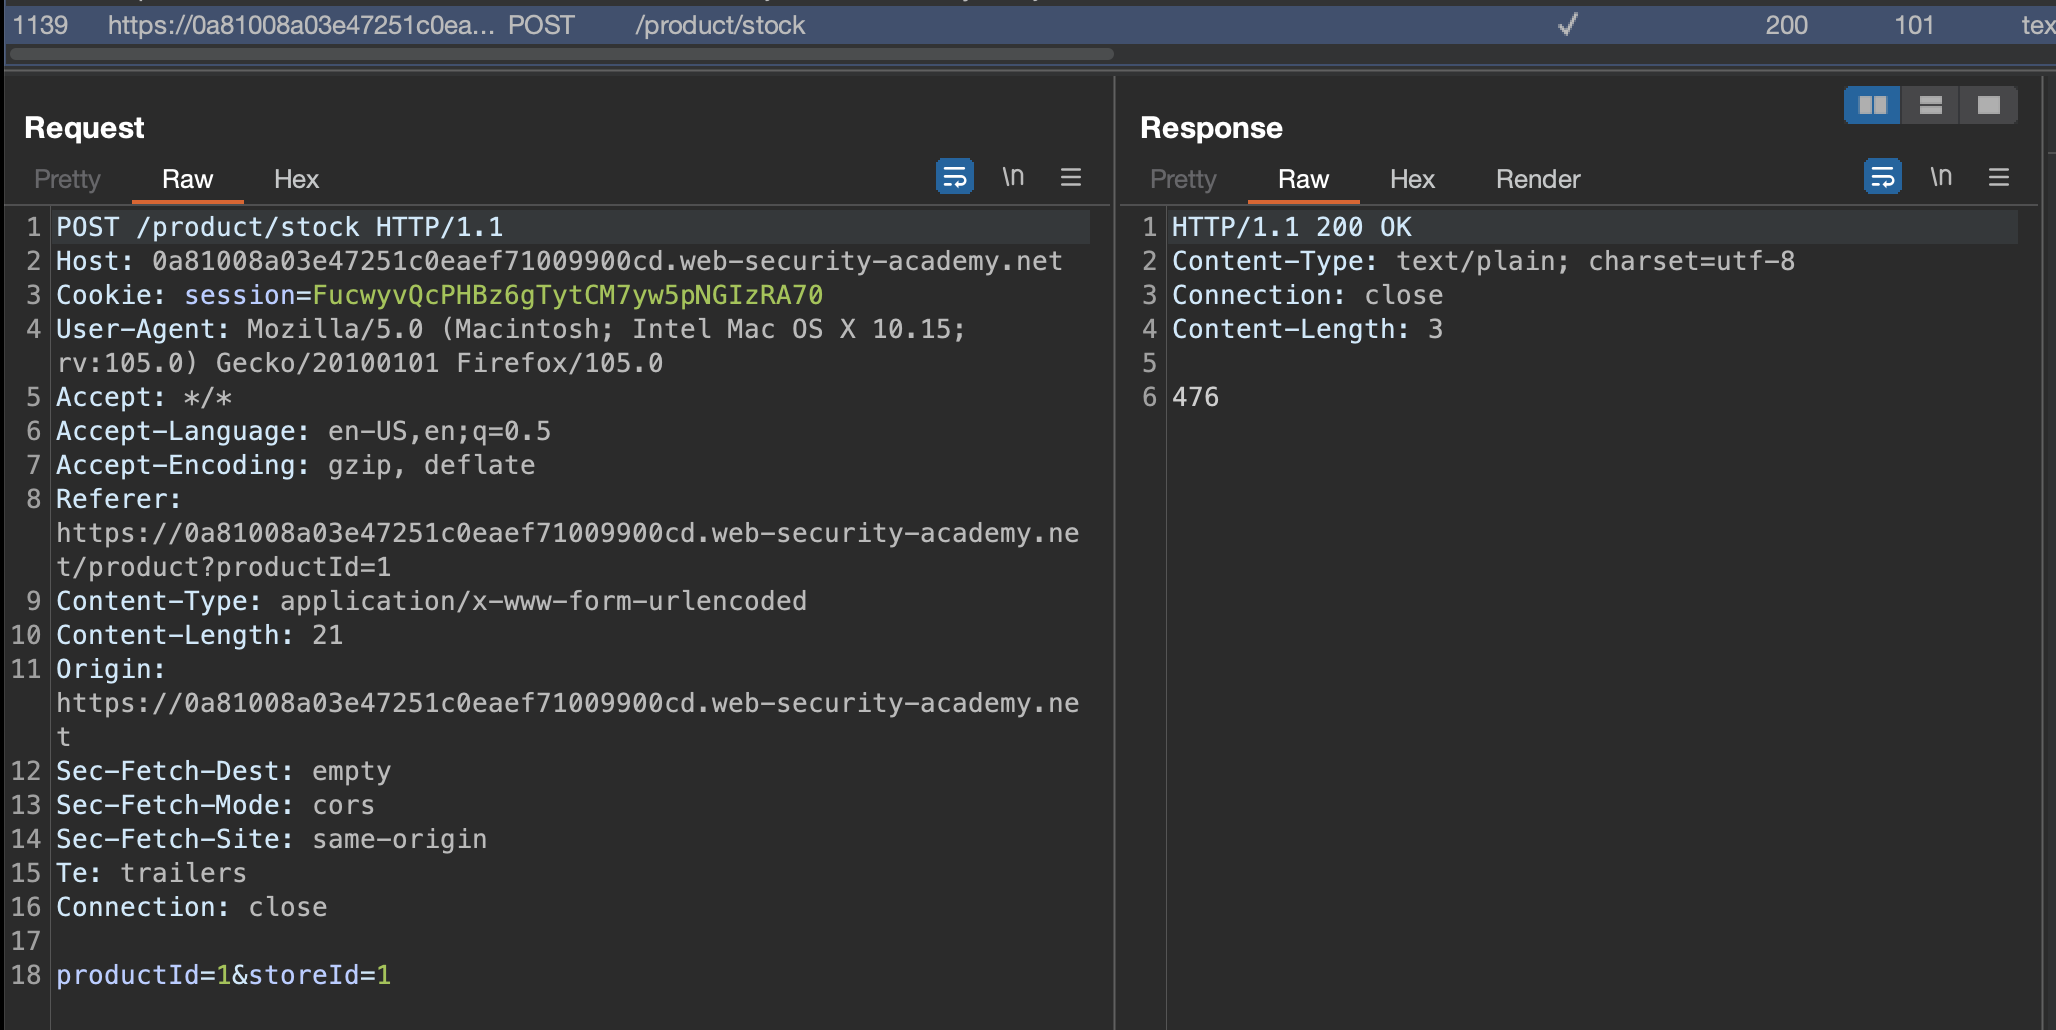 1139 https://0a81008a03e47251c0ea... POST /product/stock ✓ 200 101 tex
Request
Pretty Raw Hex \n
1 POST /product/stock HTTP/1.1
2 Host: 0a81008a03e47251c0eaef71009900cd.web-security-academy.net
3 Cookie: session=FucwyvQcPHBz6gTytCM7yw5pNGIzRA70
4 User-Agent: Mozilla/5.0 (Macintosh; Intel Mac OS X 10.15;
rv:105.0) Gecko/20100101 Firefox/105.0
5 Accept: */*
6 Accept-Language: en-US,en;q=0.5
7 Accept-Encoding: gzip, deflate
8 Referer:
https://0a81008a03e47251c0eaef71009900cd.web-security-academy.ne
t/product?productId=1
9 Content-Type: application/x-www-form-urlencoded
10 Content-Length: 21
11 Origin:
https://0a81008a03e47251c0eaef71009900cd.web-security-academy.ne
t
12 Sec-Fetch-Dest: empty
13 Sec-Fetch-Mode: cors
14 Sec-Fetch-Site: same-origin
15 Te: trailers
16 Connection: close
17
18 productId=1&storeId=1
Response
Pretty Raw Hex Render \n
1 HTTP/1.1 200 OK
2 Content-Type: text/plain; charset=utf-8
3 Connection: close
4 Content-Length: 3
5
6 476